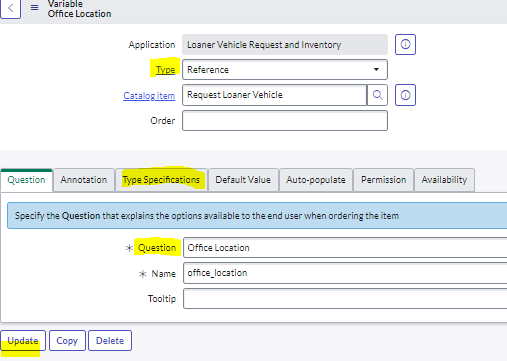 Variable
Office Location
Application Loaner Vehicle Request and Inventory
Type Reference
Catalog item Request Loaner Vehicle
Order
Question Annotation Type Specifications Default Value Auto-populate Permission Availability
Specify the Question that explains the options available to the end user when ordering the item
* Question Office Location
* Name office_location
Tooltip
Update Copy Delete